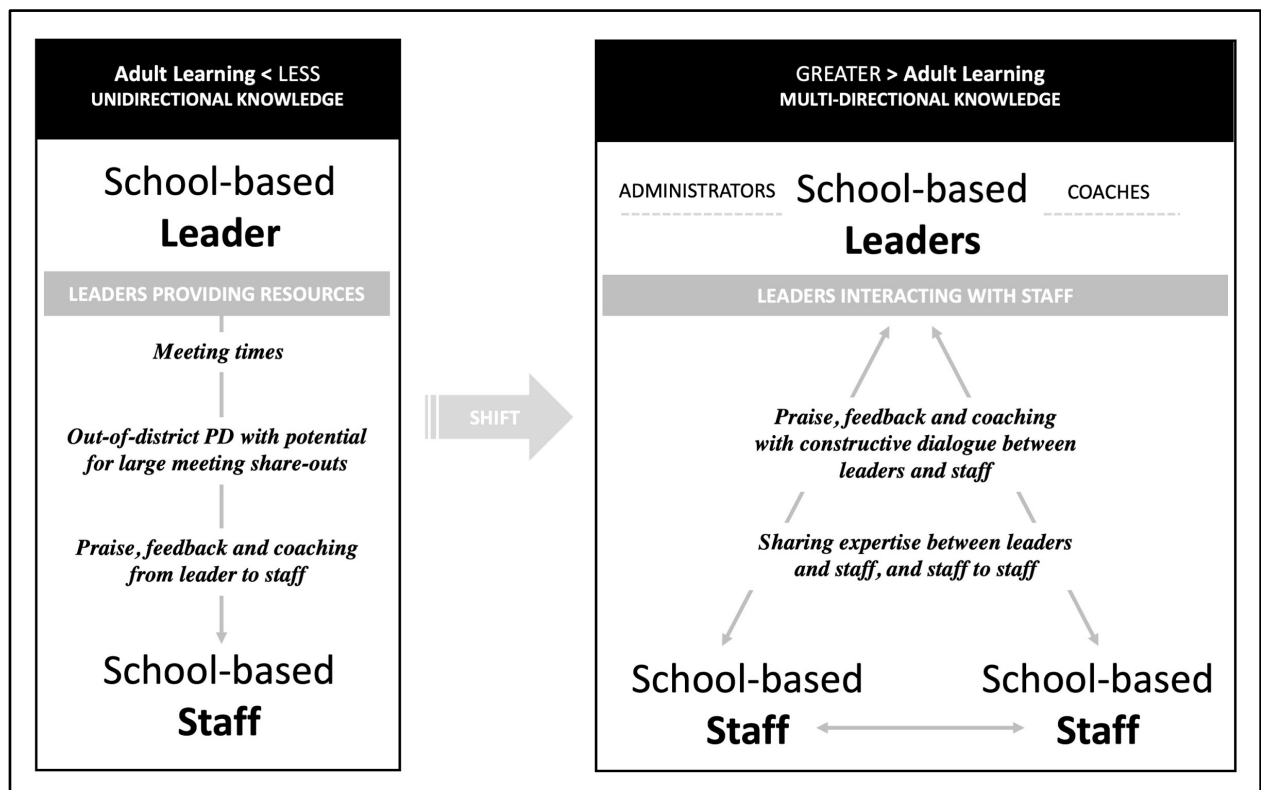 Adult Learning < LESS
UNIDIRECTIONAL KNOWLEDGE
School-based
Leader
LEADERS PROVIDING RESOURCES
Meeting times
Out-of-district PD with potential
for large meeting share-outs
Praise, feedback and coaching
from leader to staff
School-based
Staff
SHIFT
GREATER > Adult Learning
MULTI-DIRECTIONAL KNOWLEDGE
ADMINISTRATORS School-based COACHES
Leaders
LEADERS INTERACTING WITH STAFF
Praise, feedback and coaching
with constructive dialogue between
leaders and staff
Sharing expertise between leaders
and staff, and staff to staff
School-based School-based
Staff Staff